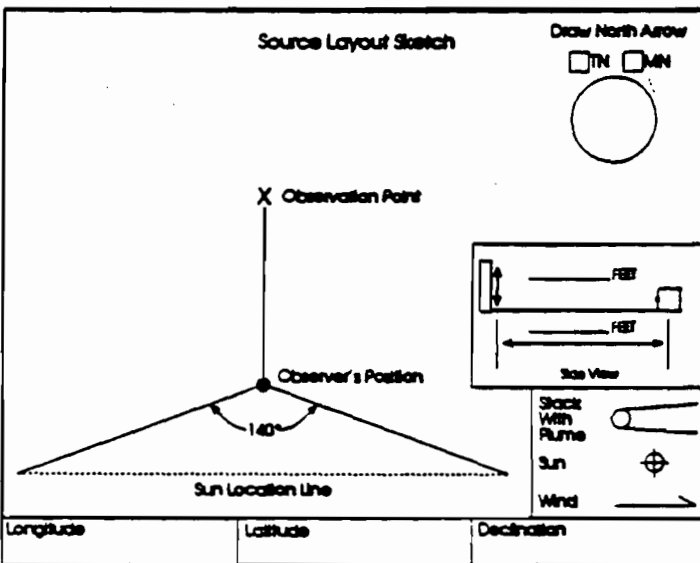 Source Layout Sketch
Draw North Arrow
TN MN
X Observation Point
FEET
FEET
Side View
Observer's Position
140°
Sun Location Line
Stack
With
Plume
Sun
Wind
Longitude
Latitude
Declination